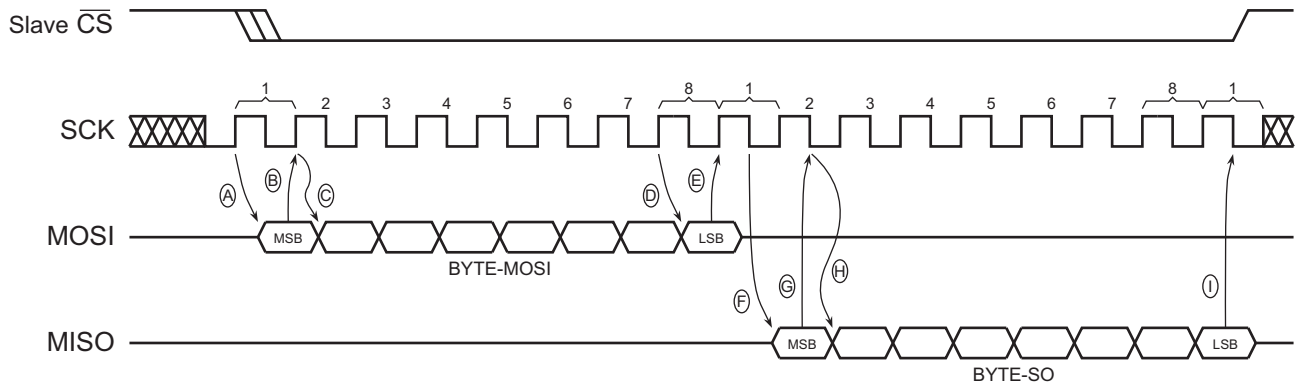 Slave CS
1 2 3 4 5 6 7 8 1 2 3 4 5 6 7 8 1
SCK
A B C D E
MOSI MSB LSB
BYTE-MOSI
F G H I
MISO MSB LSB
BYTE-SO